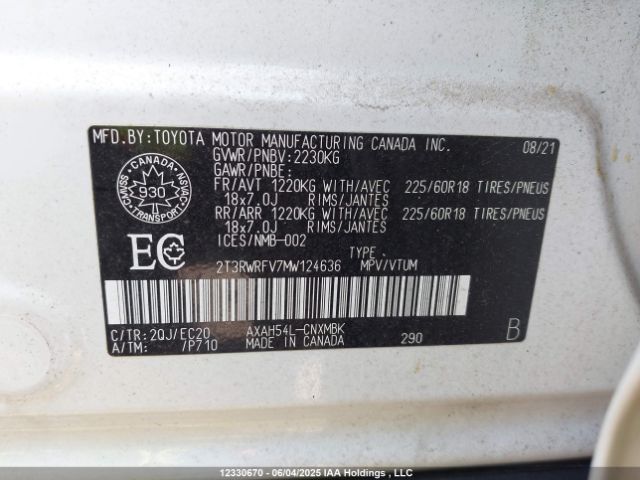 MFD.BY:TOYOTA MOTOR MANUFACTURING CANADA INC. 08/21
GVWR/PNBV:2230KG
GAWR/PNBE:
FR/AVT 1220KG WITH/AVEC 225/60R18 TIRES/PNEUS
18x7.0J RIMS/JANTES
RR/ARR 1220KG WITH/AVEC 225/60R18 TIRES/PNEUS
18x7.0J RIMS/JANTES
ICES/NMB-002
CANADA
CMVSS
930
NSVAC
TRANSPORT
EC
TYPE
2T3RWRFV7MW124636 MPV/VTUM
C/TR:2QJ/EC20 AXAH54L-CNXMBK B
A/TM: /P710 MADE IN CANADA 290
12330670 - 06/04/2025 IAA Holdings , LLC